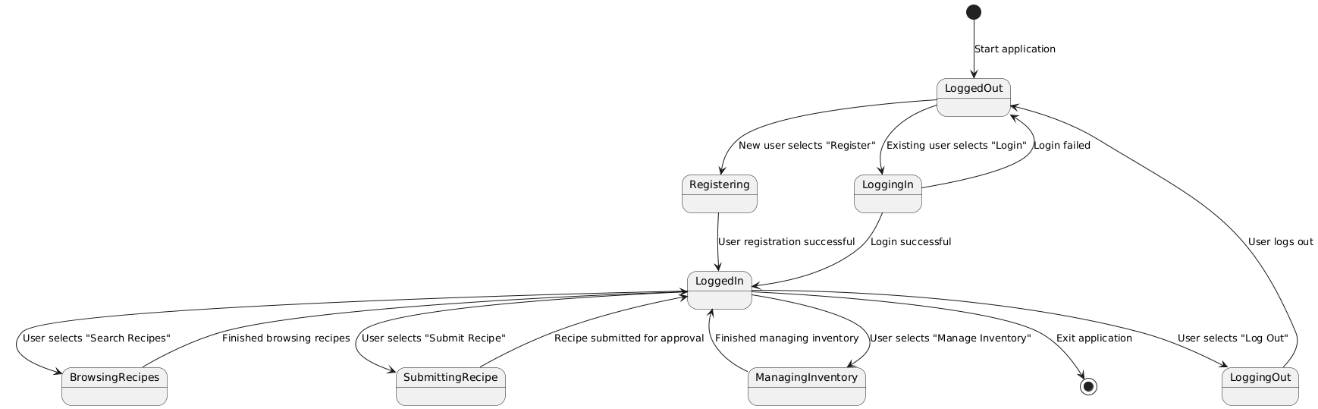 Start application
LoggedOut
New user selects "Register"
Existing user selects "Login"
Login failed
Registering
LoggingIn
User registration successful
Login successful
User logs out
LoggedIn
User selects "Search Recipes"
Finished browsing recipes
User selects "Submit Recipe"
Recipe submitted for approval
Finished managing inventory
User selects "Manage Inventory"
Exit application
User selects "Log Out"
BrowsingRecipes
SubmittingRecipe
ManagingInventory
LoggingOut